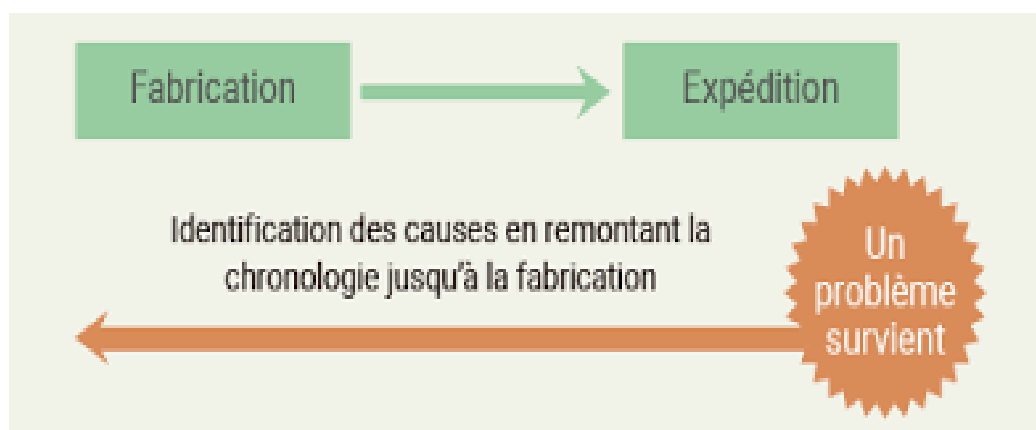 Fabrication
Expédition
Identification des causes en remontant la
chronologie jusqu'à la fabrication
Un
problème
survient